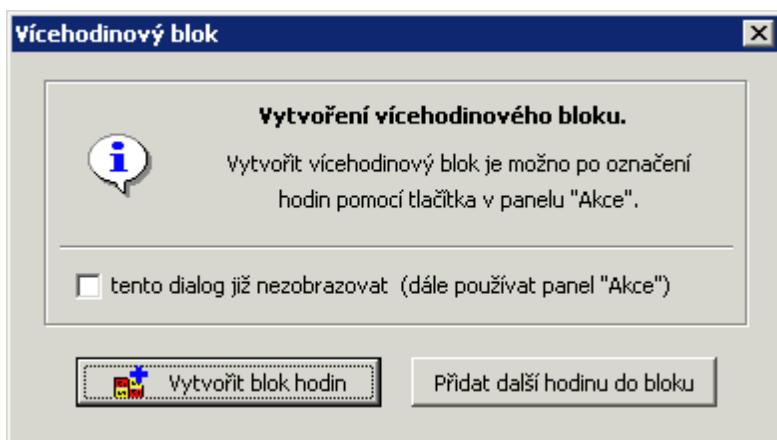 Vícehodinový blok
Vytvoření vícehodinového bloku.
Vytvořit vícehodinový blok je možno po označení
hodin pomocí tlačítka v panelu "Akce".
tento dialog již nezobrazovat (dále používat panel "Akce")
Vytvořit blok hodin
Přidat další hodinu do bloku